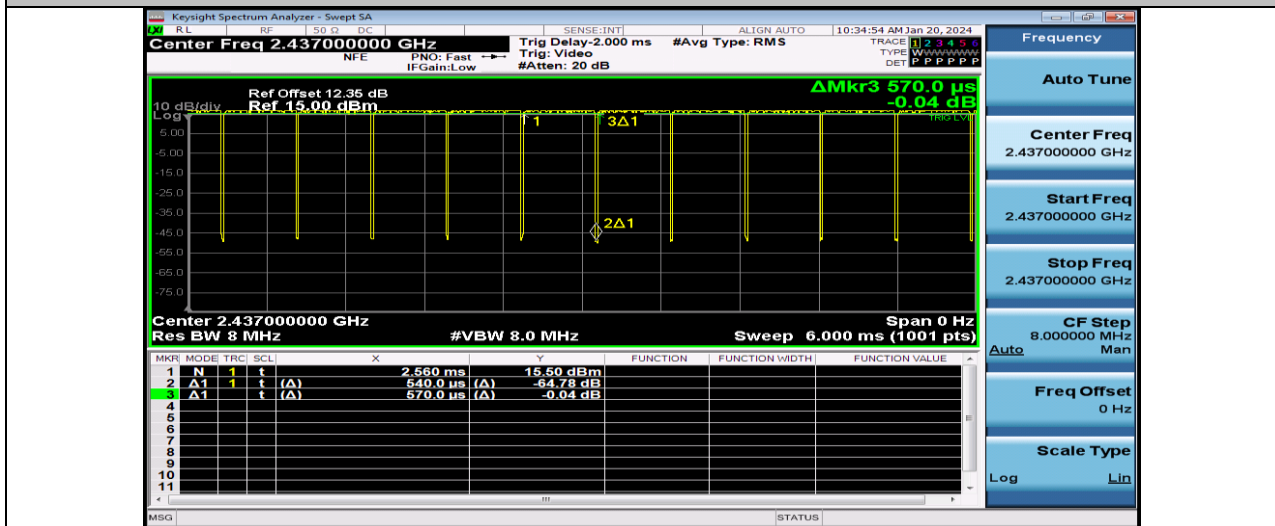 Keysight Spectrum Analyzer - Swept SA
LXI RL RF 50 Ω DC SENSE:INT ALIGN AUTO 10:34:54 AM Jan 20, 2024
Center Freq 2.437000000 GHz
NFE PNO: Fast IFGain:Low
Trig Delay-2.000 ms #Avg Type: RMS
Trig: Video
#Atten: 20 dB
TRACE 1 2 3 4 5 6
TYPE WWWWWW
DET P P P P P P
ΔMkr3 570.0 µs
-0.04 dB
Ref Offset 12.35 dB
10 dB/div Ref 15.00 dBm
Log
TRIG LVL
1 3Δ1
5.00
-5.00
-15.0
-25.0
-35.0
-45.0
2Δ1
-55.0
-65.0
-75.0
Center 2.437000000 GHz Span 0 Hz
Res BW 8 MHz #VBW 8.0 MHz Sweep 6.000 ms (1001 pts)
MKR MODE TRC SCL X Y FUNCTION FUNCTION WIDTH FUNCTION VALUE
1 N 1 t 2.560 ms 15.50 dBm
2 Δ1 1 t (Δ) 540.0 µs (Δ) -64.78 dB
3 Δ1 t (Δ) 570.0 µs (Δ) -0.04 dB
4
5
6
7
8
9
10
11
MSG STATUS
Frequency
Auto Tune
Center Freq
2.437000000 GHz
Start Freq
2.437000000 GHz
Stop Freq
2.437000000 GHz
CF Step
8.000000 MHz
Auto Man
Freq Offset
0 Hz
Scale Type
Log Lin